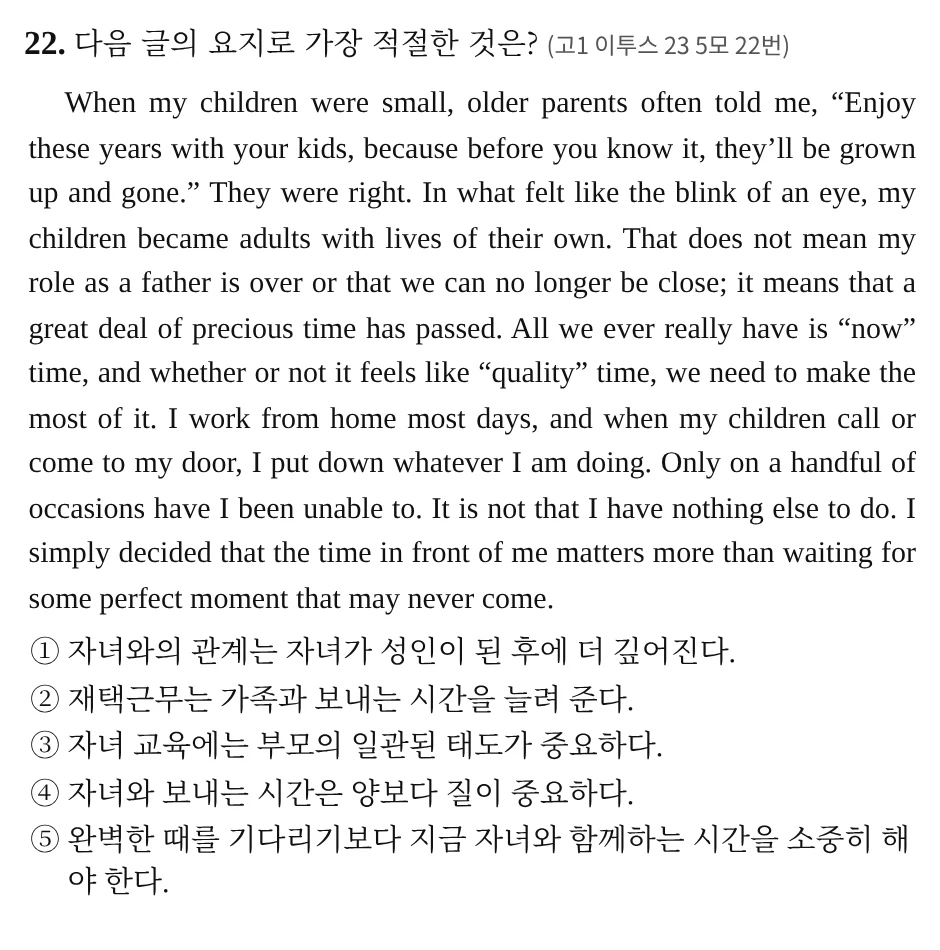 22. 다음 글의 요지로 가장 적절한 것은? (고1 이투스 23 5모 22번)
When my children were small, older parents often told me, “Enjoy
these years with your kids, because before you know it, they’ll be grown
up and gone.” They were right. In what felt like the blink of an eye, my
children became adults with lives of their own. That does not mean my
role as a father is over or that we can no longer be close; it means that a
great deal of precious time has passed. All we ever really have is “now”
time, and whether or not it feels like “quality” time, we need to make the
most of it. I work from home most days, and when my children call or
come to my door, I put down whatever I am doing. Only on a handful of
occasions have I been unable to. It is not that I have nothing else to do. I
simply decided that the time in front of me matters more than waiting for
some perfect moment that may never come.
① 자녀와의 관계는 자녀가 성인이 된 후에 더 깊어진다.
② 재택근무는 가족과 보내는 시간을 늘려 준다.
③ 자녀 교육에는 부모의 일관된 태도가 중요하다.
④ 자녀와 보내는 시간은 양보다 질이 중요하다.
⑤ 완벽한 때를 기다리기보다 지금 자녀와 함께하는 시간을 소중히 해
야 한다.